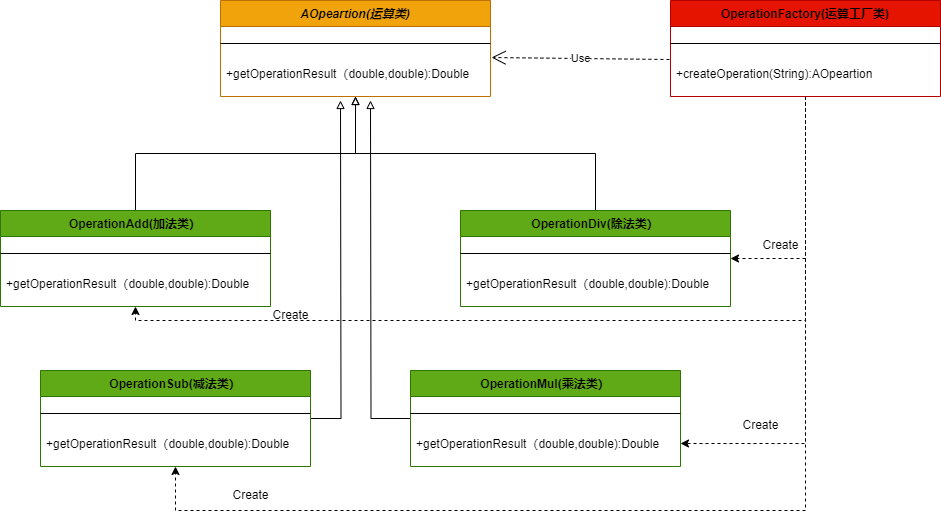 AOpeartion(运算类)
+getOperationResult（double,double):Double
OperationFactory(运算工厂类)
+createOperation(String):AOpeartion
Use
OperationAdd(加法类)
+getOperationResult（double,double):Double
OperationDiv(除法类)
+getOperationResult（double,double):Double
Create
Create
OperationSub(减法类)
+getOperationResult（double,double):Double
OperationMul(乘法类)
+getOperationResult（double,double):Double
Create
Create